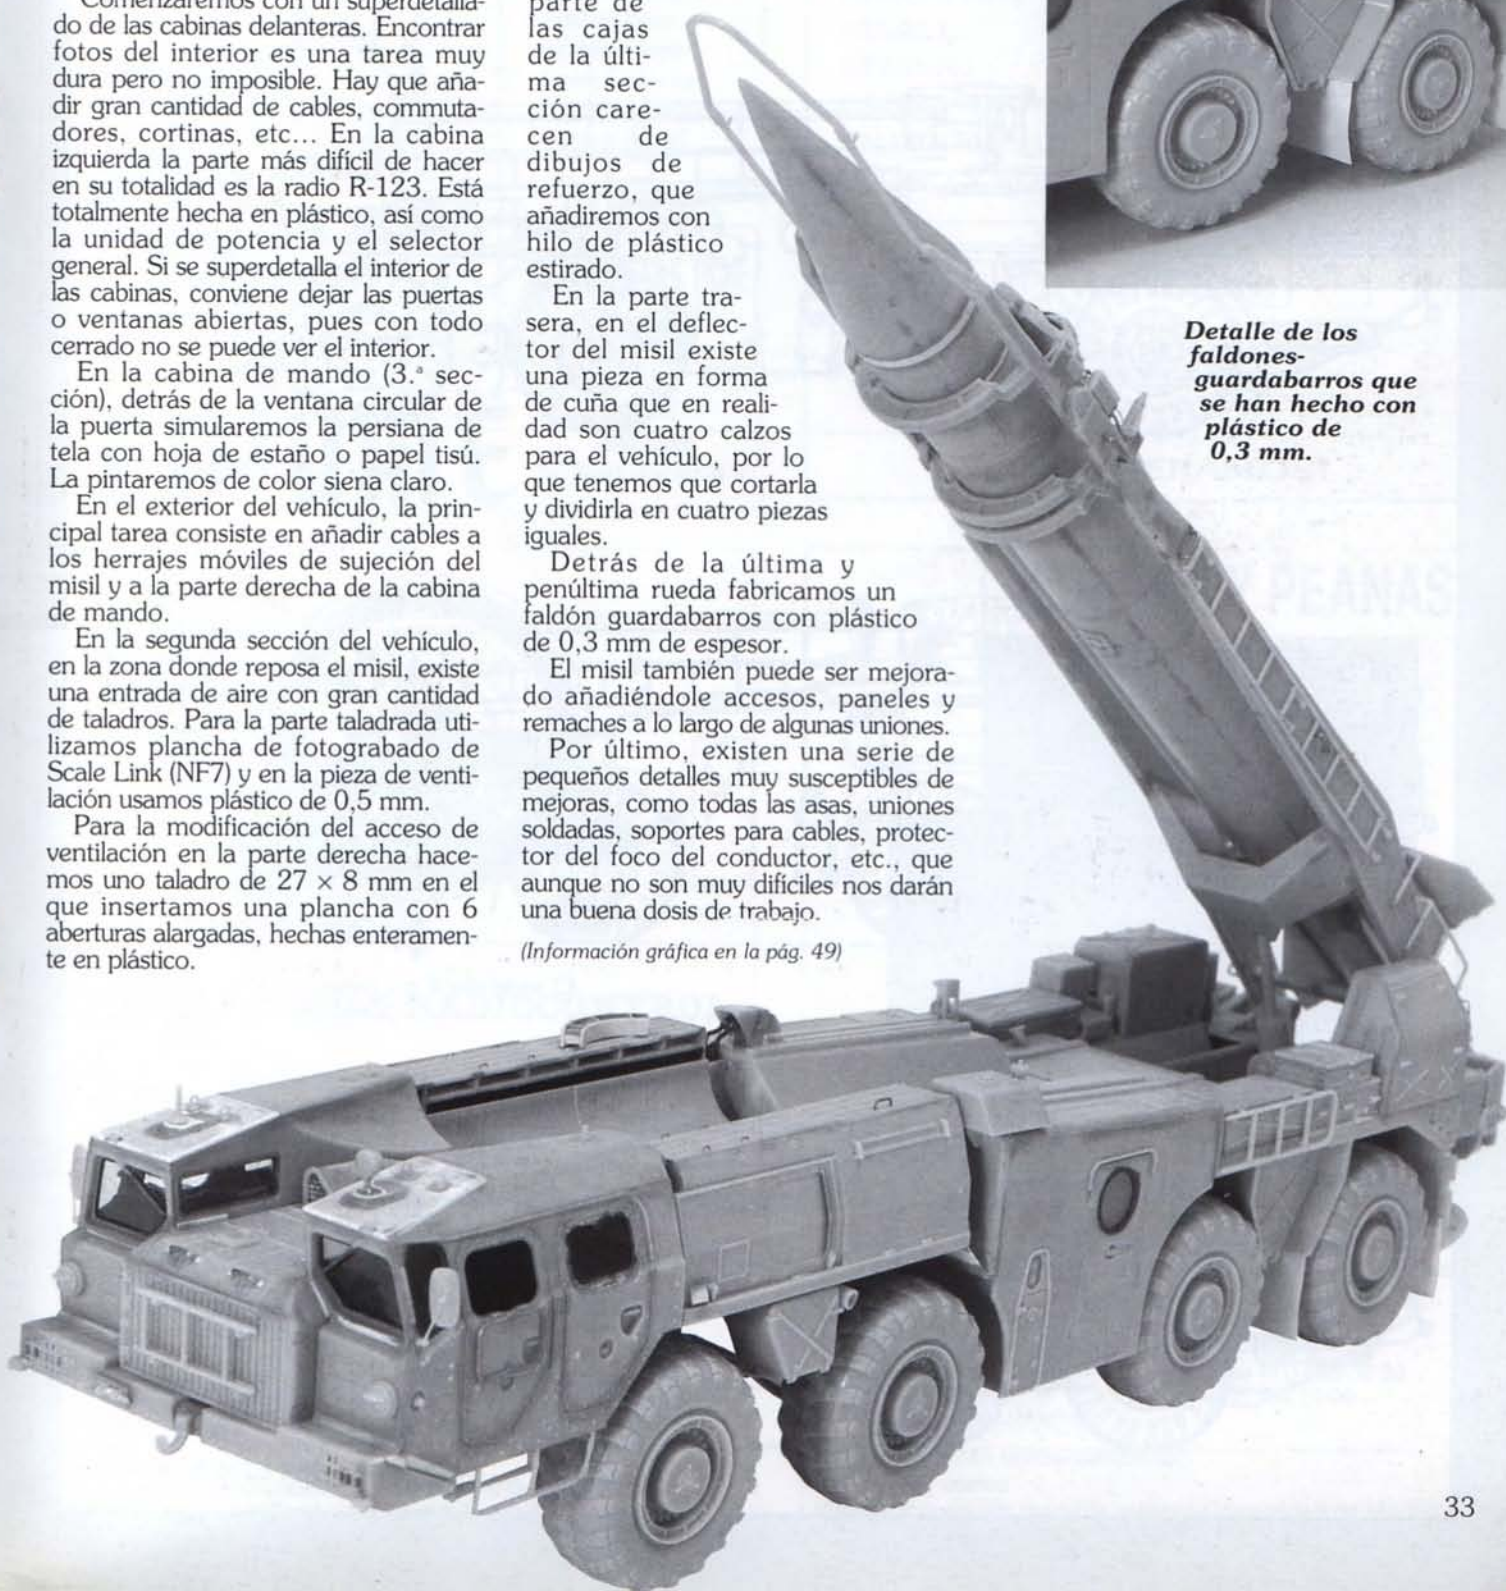 Comenzaremos con un superdetalla-
do de las cabinas delanteras. Encontrar
fotos del interior es una tarea muy
dura pero no imposible. Hay que aña-
dir gran cantidad de cables, commuta-
dores, cortinas, etc... En la cabina
izquierda la parte más difícil de hacer
en su totalidad es la radio R-123. Está
totalmente hecha en plástico, así como
la unidad de potencia y el selector
general. Si se superdetalla el interior de
las cabinas, conviene dejar las puertas
o ventanas abiertas, pues con todo
cerrado no se puede ver el interior.
En la cabina de mando (3.ª sec-
ción), detrás de la ventana circular de
la puerta simularemos la persiana de
tela con hoja de estaño o papel tisú.
La pintaremos de color siena claro.
En el exterior del vehículo, la prin-
cipal tarea consiste en añadir cables a
los herrajes móviles de sujeción del
misil y a la parte derecha de la cabina
de mando.
En la segunda sección del vehículo,
en la zona donde reposa el misil, existe
una entrada de aire con gran cantidad
de taladros. Para la parte taladrada uti-
lizamos plancha de fotograbado de
Scale Link (NF7) y en la pieza de venti-
lación usamos plástico de 0,5 mm.
Para la modificación del acceso de
ventilación en la parte derecha hace-
mos uno taladro de 27 × 8 mm en el
que insertamos una plancha con 6
aberturas alargadas, hechas enteramen-
te en plástico.
parte de
las cajas
de la últi-
ma sec-
ción care-
cen de
dibujos de
refuerzo, que
añadiremos con
hilo de plástico
estirado.
En la parte tra-
sera, en el deflec-
tor del misil existe
una pieza en forma
de cuña que en reali-
dad son cuatro calzos
para el vehículo, por lo
que tenemos que cortarla
y dividirla en cuatro piezas
iguales.
Detrás de la última y
penúltima rueda fabricamos un
faldón guardabarros con plástico
de 0,3 mm de espesor.
El misil también puede ser mejora-
do añadiéndole accesos, paneles y
remaches a lo largo de algunas uniones.
Por último, existen una serie de
pequeños detalles muy susceptibles de
mejoras, como todas las asas, uniones
soldadas, soportes para cables, protec-
tor del foco del conductor, etc., que
aunque no son muy difíciles nos darán
una buena dosis de trabajo.
(Información gráfica en la pág. 49)
Detalle de los
faldones-
guardabarros que
se han hecho con
plástico de
0,3 mm.
33